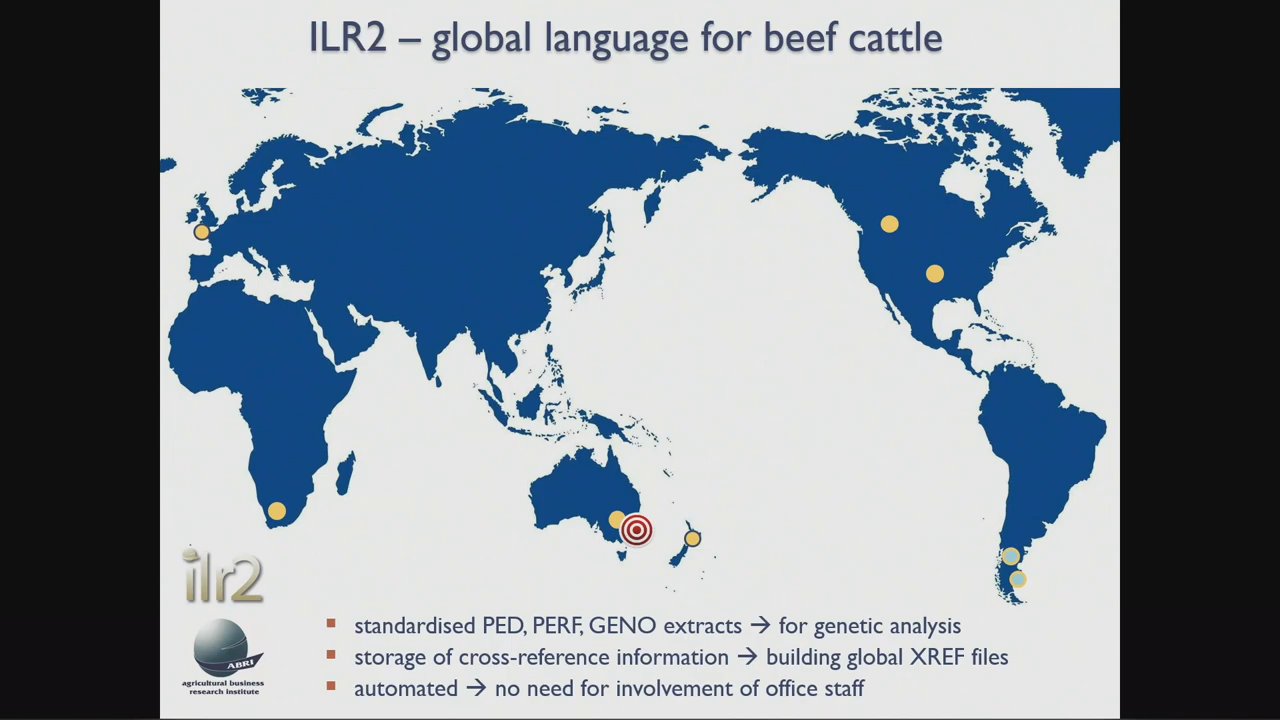 ILR2 – global language for beef cattle
ilr2
ABRI
agricultural business
research institute
standardised PED, PERF, GENO extracts → for genetic analysis
storage of cross-reference information → building global XREF files
automated → no need for involvement of office staff